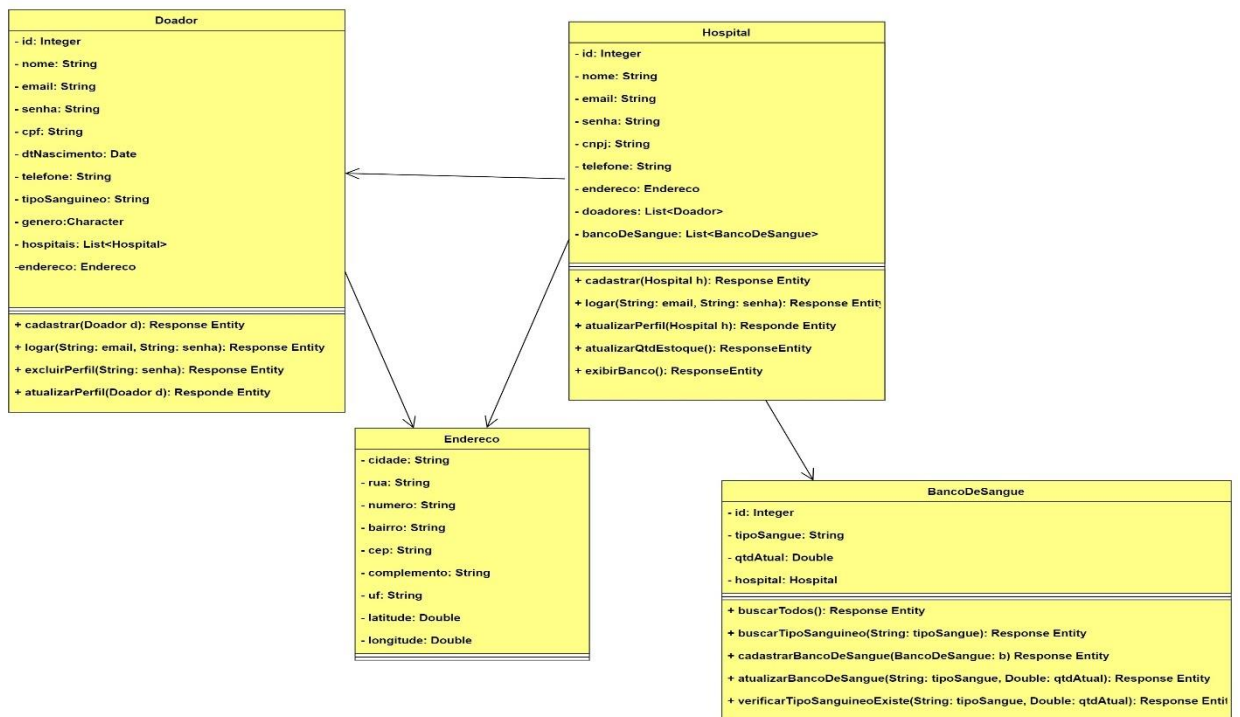 Doador
- id: Integer
- nome: String
- email: String
- senha: String
- cpf: String
- dtNascimento: Date
- telefone: String
- tipoSanguineo: String
- genero:Character
- hospitais: List<Hospital>
-endereco: Endereco
+ cadastrar(Doador d): Response Entity
+ logar(String: email, String: senha): Response Entity
+ excluirPerfil(String: senha): Response Entity
+ atualizarPerfil(Doador d): Responde Entity
Hospital
- id: Integer
- nome: String
- email: String
- senha: String
- cnpj: String
- telefone: String
- endereco: Endereco
- doadores: List<Doador>
- bancoDeSangue: List<BancoDeSangue>
+ cadastrar(Hospital h): Response Entity
+ logar(String: email, String: senha): Response Entity
+ atualizarPerfil(Hospital h): Responde Entity
+ atualizarQtdEstoque(): ResponseEntity
+ exibirBanco(): ResponseEntity
Endereco
- cidade: String
- rua: String
- numero: String
- bairro: String
- cep: String
- complemento: String
- uf: String
- latitude: Double
- longitude: Double
BancoDeSangue
- id: Integer
- tipoSangue: String
- qtdAtual: Double
- hospital: Hospital
+ buscarTodos(): Response Entity
+ buscarTipoSanguineo(String: tipoSangue): Response Entity
+ cadastrarBancoDeSangue(BancoDeSangue: b) Response Entity
+ atualizarBancoDeSangue(String: tipoSangue, Double: qtdAtual): Response Entity
+ verificarTipoSanguineoExiste(String: tipoSangue, Double: qtdAtual): Response Enti